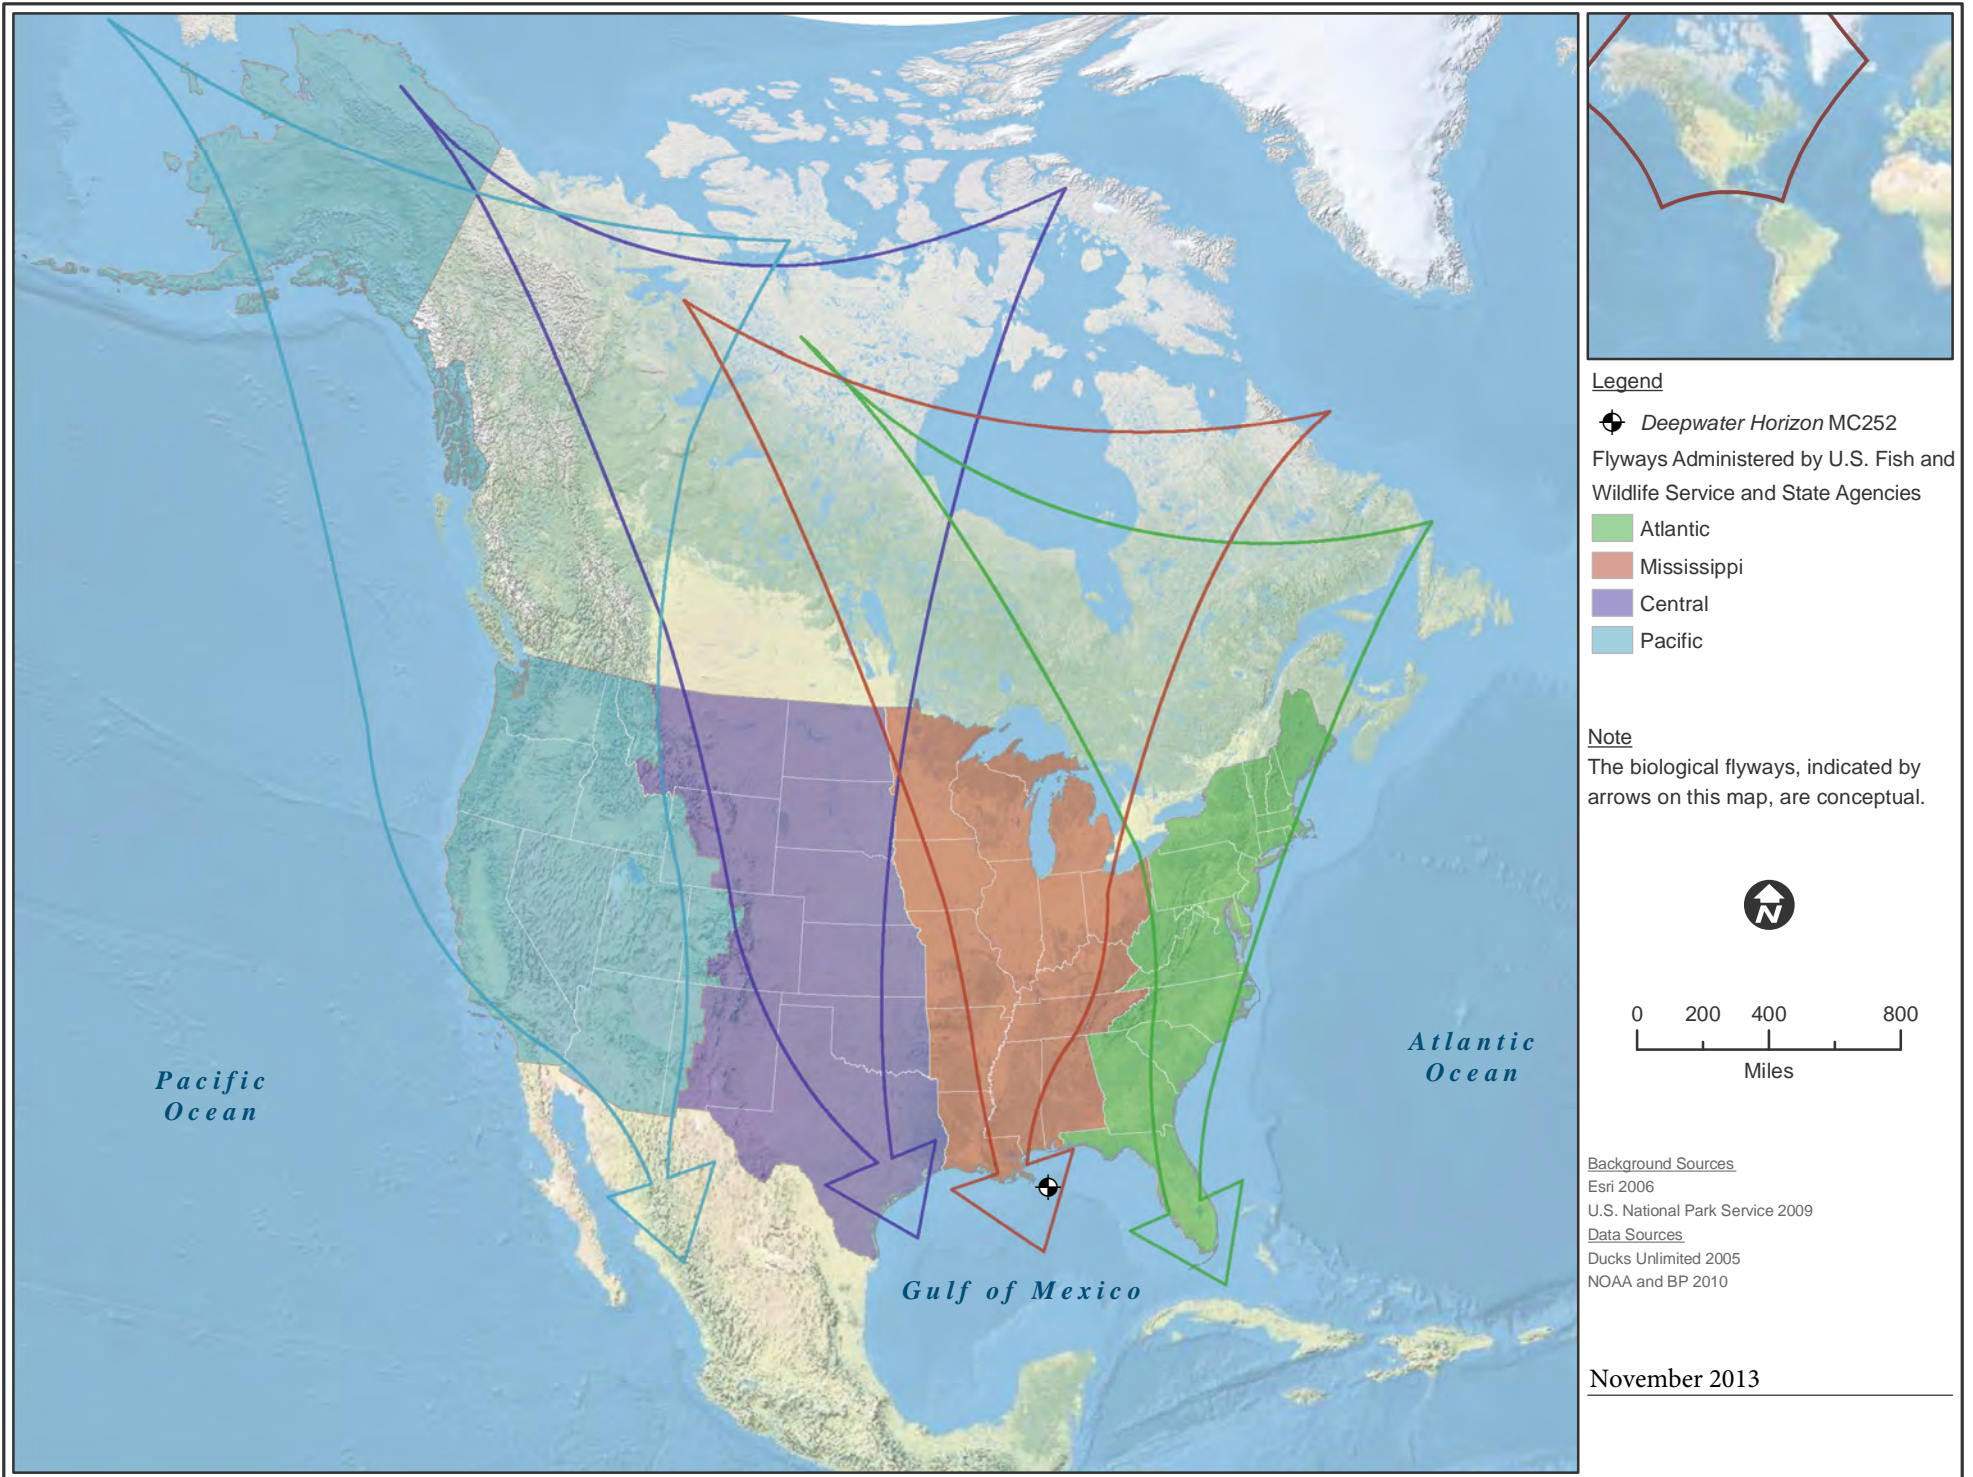 Pacific
Ocean
Atlantic
Ocean
Gulf of Mexico
Legend
Deepwater Horizon MC252
Flyways Administered by U.S. Fish and
Wildlife Service and State Agencies
Atlantic
Mississippi
Central
Pacific
Note
The biological flyways, indicated by
arrows on this map, are conceptual.
N
0 200 400 800
Miles
Background Sources
Esri 2006
U.S. National Park Service 2009
Data Sources
Ducks Unlimited 2005
NOAA and BP 2010
November 2013